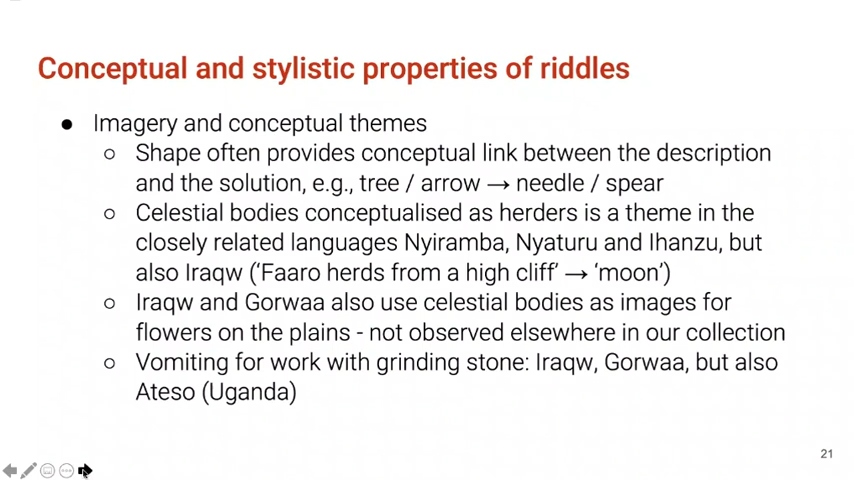 Conceptual and stylistic properties of riddles
● Imagery and conceptual themes
○ Shape often provides conceptual link between the description
and the solution, e.g., tree / arrow → needle / spear
○ Celestial bodies conceptualised as herders is a theme in the
closely related languages Nyiramba, Nyaturu and Ihanzu, but
also Iraqw (‘Faaro herds from a high cliff’ → ‘moon’)
○ Iraqw and Gorwaa also use celestial bodies as images for
flowers on the plains - not observed elsewhere in our collection
○ Vomiting for work with grinding stone: Iraqw, Gorwaa, but also
Ateso (Uganda)
21